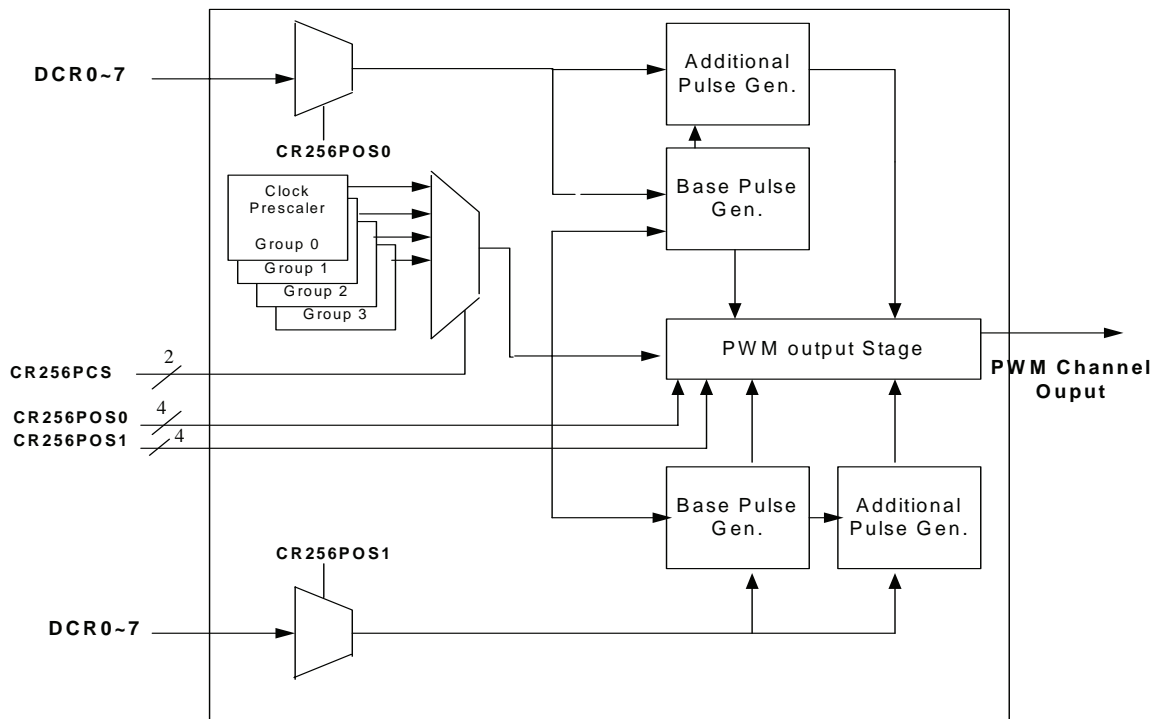 DCR0~7
CR256POS0
Additional
Pulse Gen.
Clock
Prescaler
Group 0
Group 1
Group 2
Group 3
Base Pulse
Gen.
PWM output Stage
PWM Channel
Ouput
CR256PCS
2
CR256POS0
4
CR256POS1
4
Base Pulse
Gen.
Additional
Pulse Gen.
CR256POS1
DCR0~7